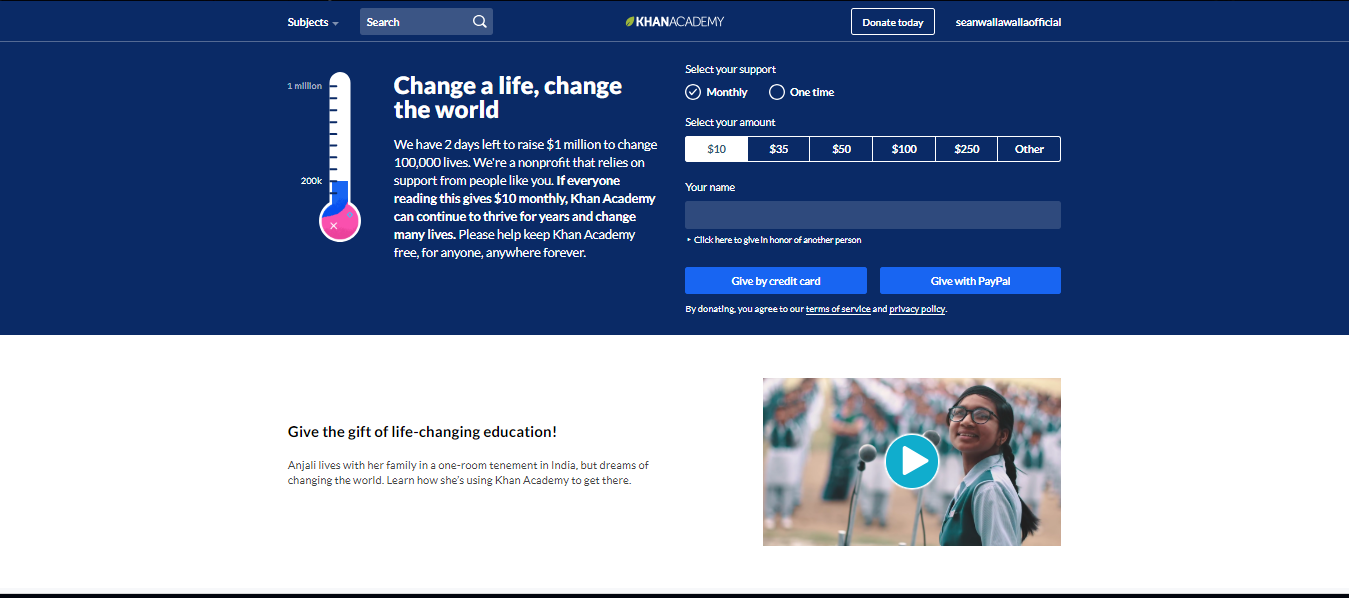 Subjects
Search
KHANACADEMY
Donate today
seanwallawallaofficial
1 million
200k
Change a life, change
the world
We have 2 days left to raise $1 million to change
100,000 lives. We're a nonprofit that relies on
support from people like you. If everyone
reading this gives $10 monthly, Khan Academy
can continue to thrive for years and change
many lives. Please help keep Khan Academy
free, for anyone, anywhere forever.
Select your support
Monthly One time
Select your amount
$10 $35 $50 $100 $250 Other
Your name
Click here to give in honor of another person
Give by credit card Give with PayPal
By donating, you agree to our terms of service and privacy policy.
Give the gift of life-changing education!
Anjali lives with her family in a one-room tenement in India, but dreams of
changing the world. Learn how she's using Khan Academy to get there.